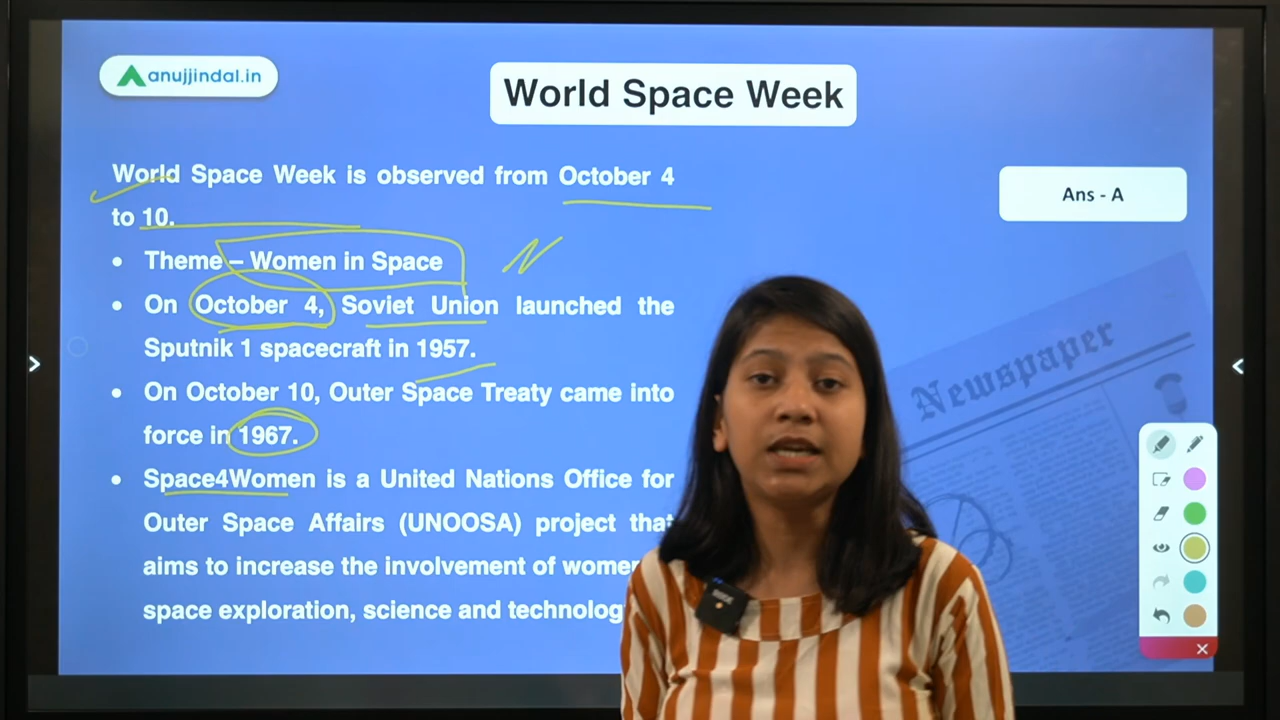 anujjindal.in
World Space Week
World Space Week is observed from October 4
to 10.
Ans - A
• Theme – Women in Space
N
• On October 4, Soviet Union launched the
Sputnik 1 spacecraft in 1957.
• On October 10, Outer Space Treaty came into
force in 1967.
• Space4Women is a United Nations Office for
Outer Space Affairs (UNOOSA) project that
aims to increase the involvement of women
space exploration, science and technolog
Newspaper